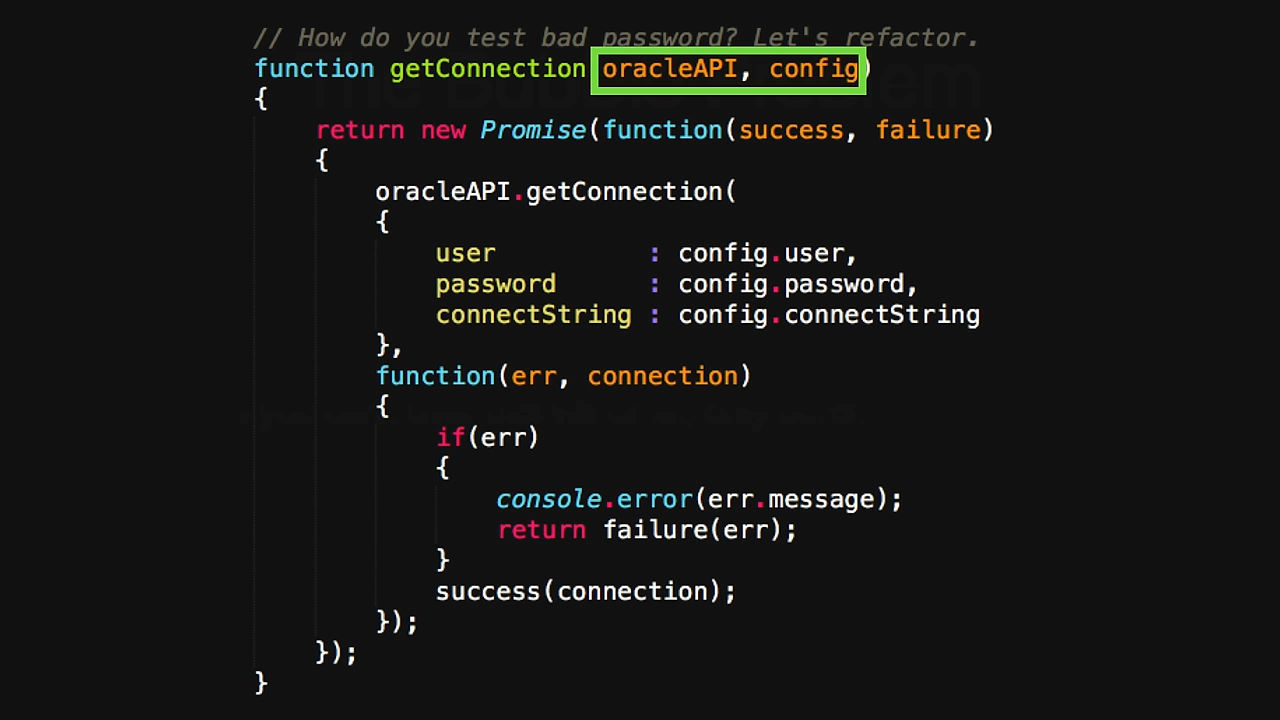 // How do you test bad password? Let's refactor.
function getConnection(oracleAPI, config)
{
    return new Promise(function(success, failure)
    {
        oracleAPI.getConnection(
        {
            user          : config.user,
            password      : config.password,
            connectString : config.connectString
        },
        function(err, connection)
        {
            if(err)
            {
                console.error(err.message);
                return failure(err);
            }
            success(connection);
        });
    });
}